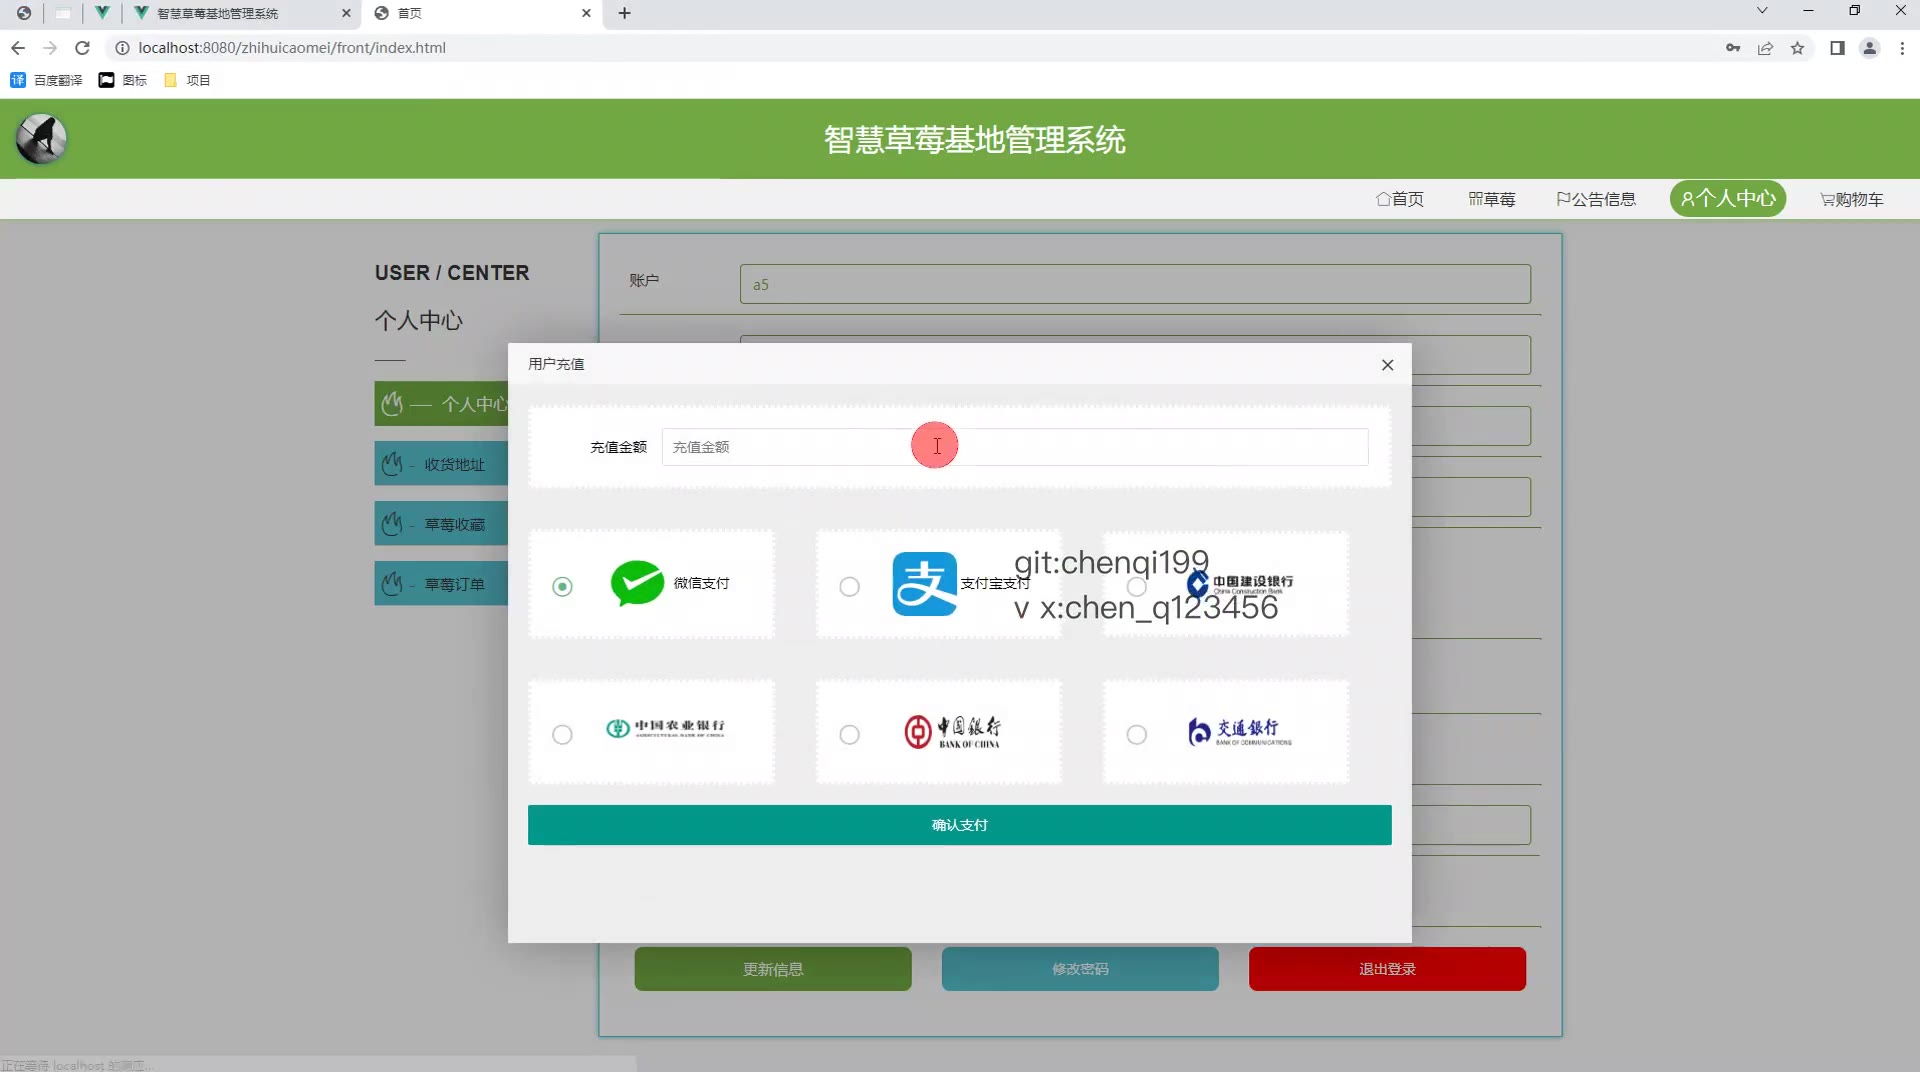 智慧草莓基地管理系统
首页
localhost:8080/zhihuicaomei/front/index.html
百度翻译
图标
项目
智慧草莓基地管理系统
首页
草莓
公告信息
个人中心
购物车
USER / CENTER
个人中心
账户
a5
个人中心
收货地址
草莓收藏
草莓订单
用户充值
充值金额
充值金额
微信支付
支付宝支付
中国建设银行
China Construction Bank
git:chenqi199
v x:chen_q123456
中国农业银行
AGRICULTURAL BANK OF CHINA
中国银行
BANK OF CHINA
交通银行
BANK OF COMMUNICATIONS
确认支付
更新信息
修改密码
退出登录
正在等待 localhost 的响应...